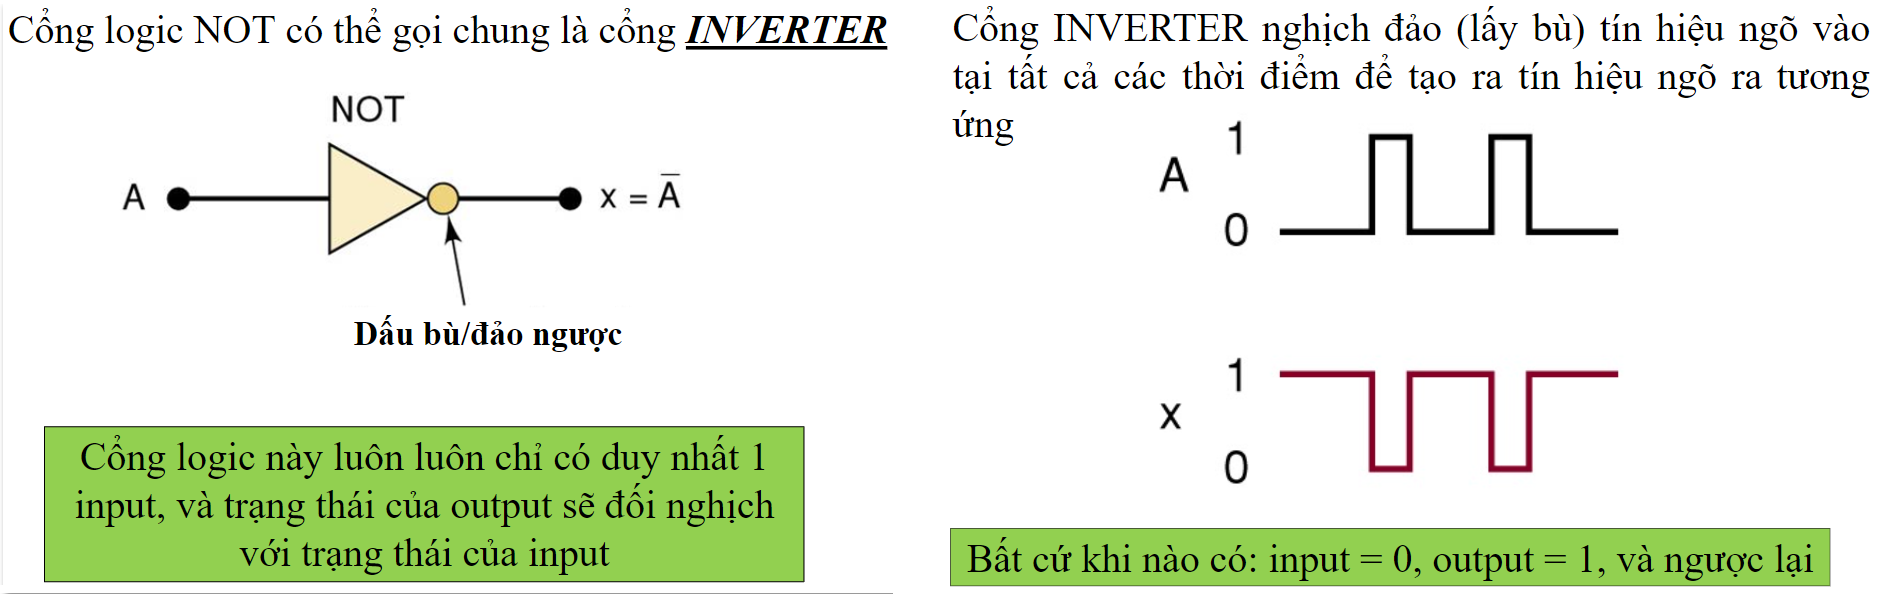 Cổng logic NOT có thể gọi chung là cổng INVERTER
NOT
A
x = A̅
Dấu bù/đảo ngược
Cổng logic này luôn luôn chỉ có duy nhất 1
input, và trạng thái của output sẽ đối nghịch
với trạng thái của input
Cổng INVERTER nghịch đảo (lấy bù) tín hiệu ngõ vào
tại tất cả các thời điểm để tạo ra tín hiệu ngõ ra tương
ứng
1
A
0
1
x
0
Bất cứ khi nào có: input = 0, output = 1, và ngược lại